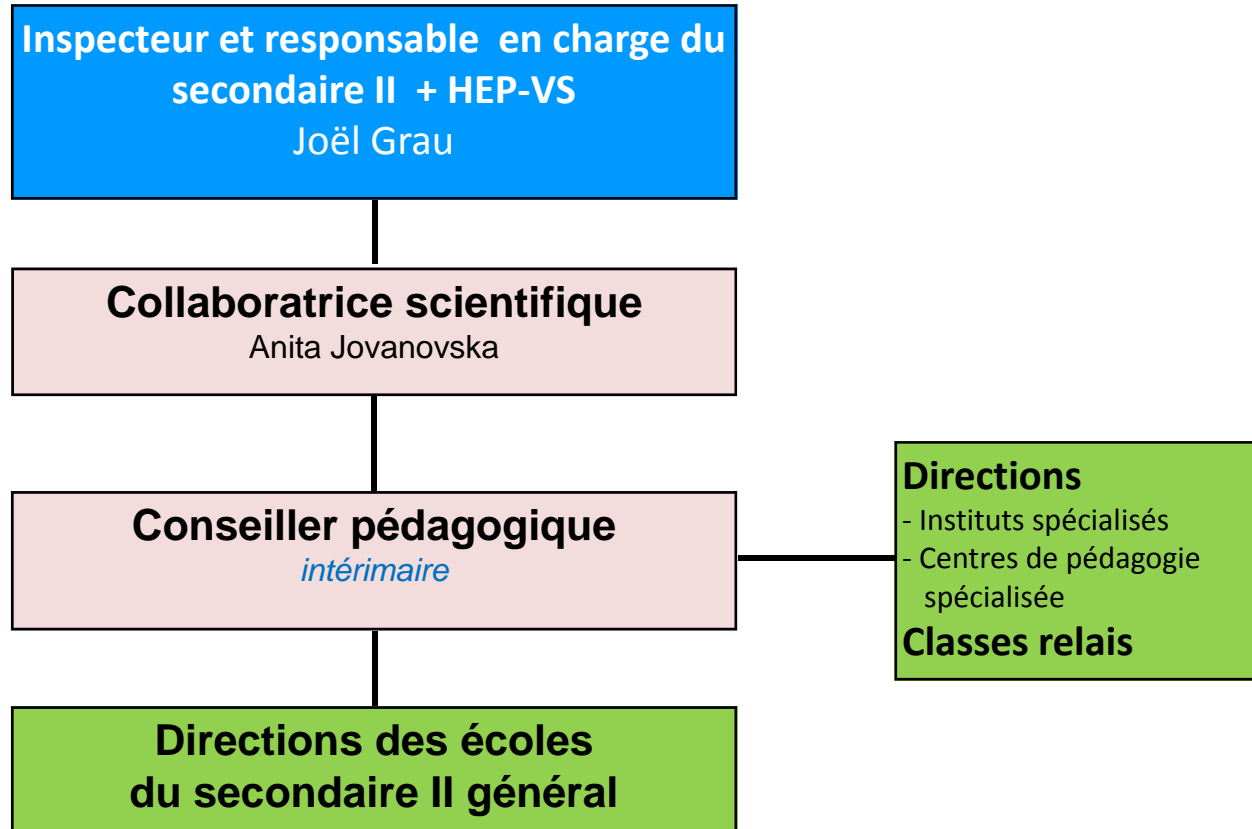 Inspecteur et responsable  en charge du
secondaire II  + HEP-VS
Joël Grau
Collaboratrice scientifique
Anita Jovanovska
Conseiller pédagogique
intérimaire
Directions
- Instituts spécialisés
- Centres de pédagogie
spécialisée
Classes relais
Directions des écoles
du secondaire II général